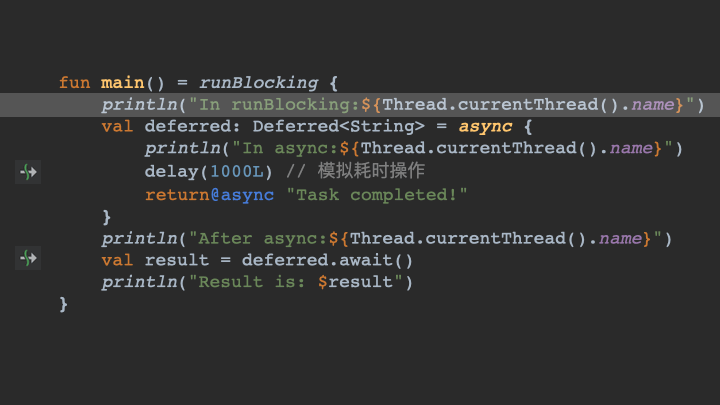 fun main() = runBlocking {
println("In runBlocking:${Thread.currentThread().name}")
val deferred: Deferred<String> = async {
println("In async:${Thread.currentThread().name}")
delay(1000L) // 模拟耗时操作
return@async "Task completed!"
}
println("After async:${Thread.currentThread().name}")
val result = deferred.await()
println("Result is: $result")
}